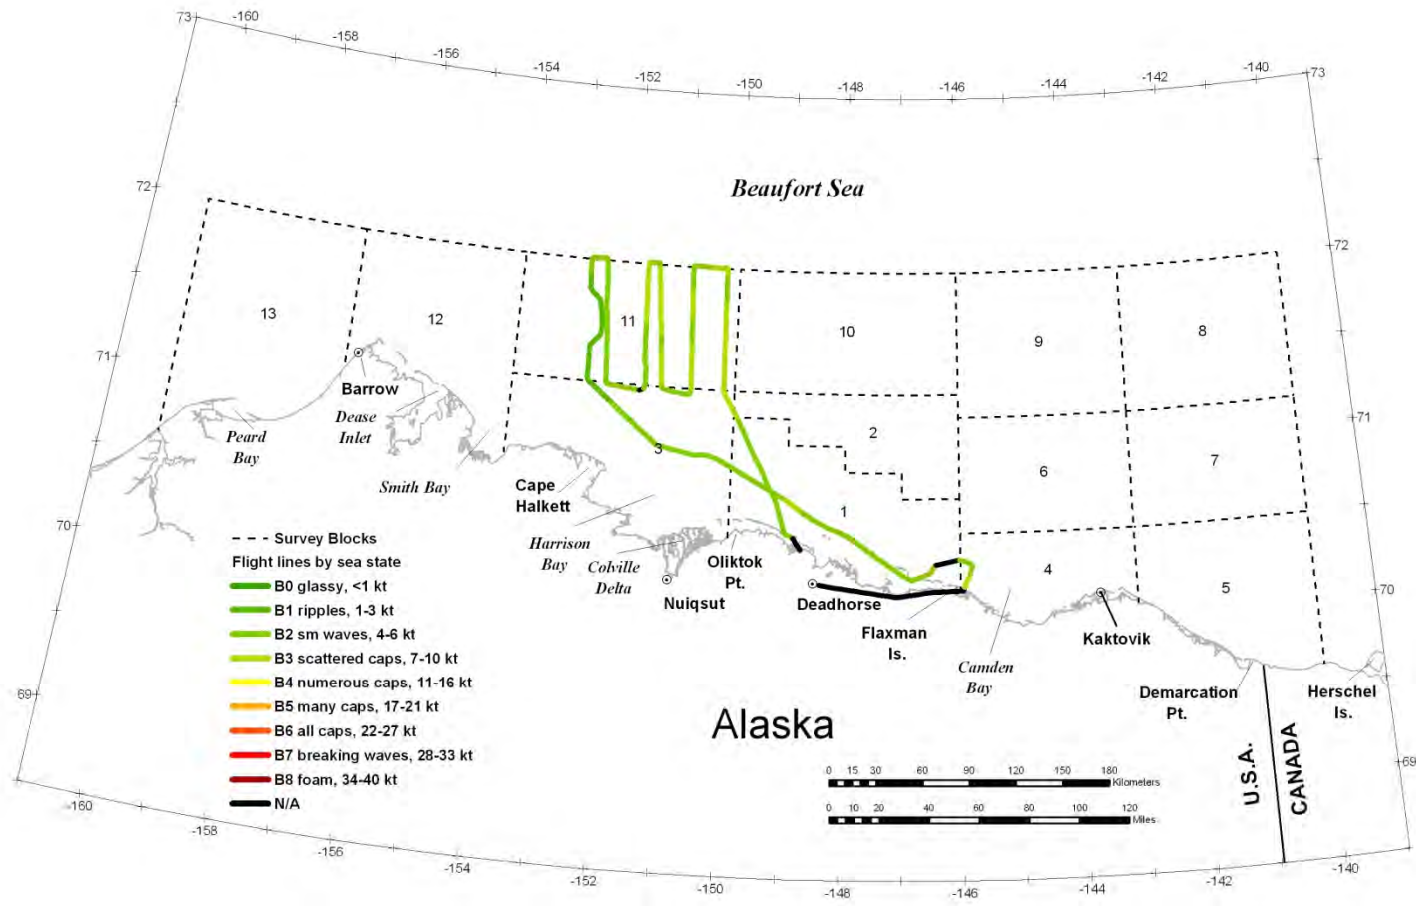 -160
-158
-156
-154
-152
-150
-148
-146
-144
-142
-140
73
73
72
72
71
71
70
70
69
69
Beaufort Sea
13
12
11
10
9
8
3
2
1
6
7
4
5
Barrow
Peard
Bay
Dease
Inlet
Smith Bay
Cape
Halkett
Harrison
Bay
Colville
Delta
Nuiqsut
Oliktok
Pt.
Deadhorse
Flaxman
Is.
Camden
Bay
Kaktovik
Demarcation
Pt.
Herschel
Is.
Alaska
U.S.A.
CANADA
Survey Blocks
Flight lines by sea state
B0 glassy, <1 kt
B1 ripples, 1-3 kt
B2 sm waves, 4-6 kt
B3 scattered caps, 7-10 kt
B4 numerous caps, 11-16 kt
B5 many caps, 17-21 kt
B6 all caps, 22-27 kt
B7 breaking waves, 28-33 kt
B8 foam, 34-40 kt
N/A
0 15 30 60 90 120 150 180
Kilometers
0 10 20 40 60 80 100 120
Miles
-160
-158
-156
-154
-152
-150
-148
-146
-144
-142
-140